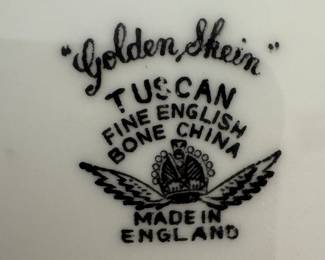 "Golden Skein"
TUSCAN
FINE ENGLISH
BONE CHINA
MADE IN
ENGLAND